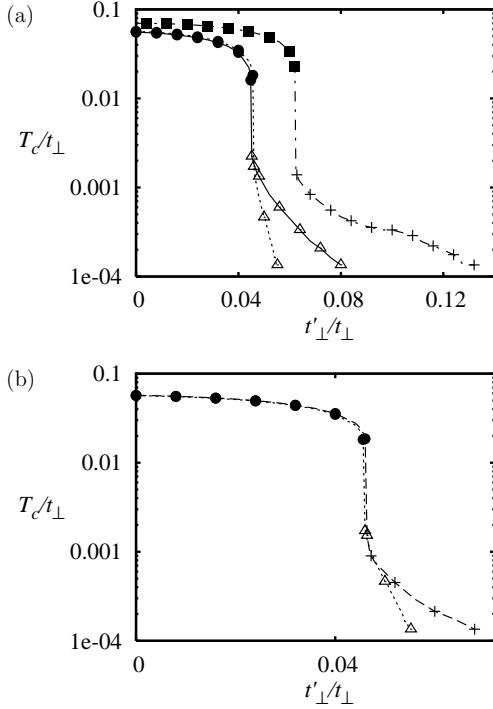 (a)
0.1
0.01
T_c/t_⊥
0.001
1e-04
0 0.04 0.08 0.12
t'_⊥/t_⊥
(b)
0.1
0.01
T_c/t_⊥
0.001
1e-04
0 0.04
t'_⊥/t_⊥